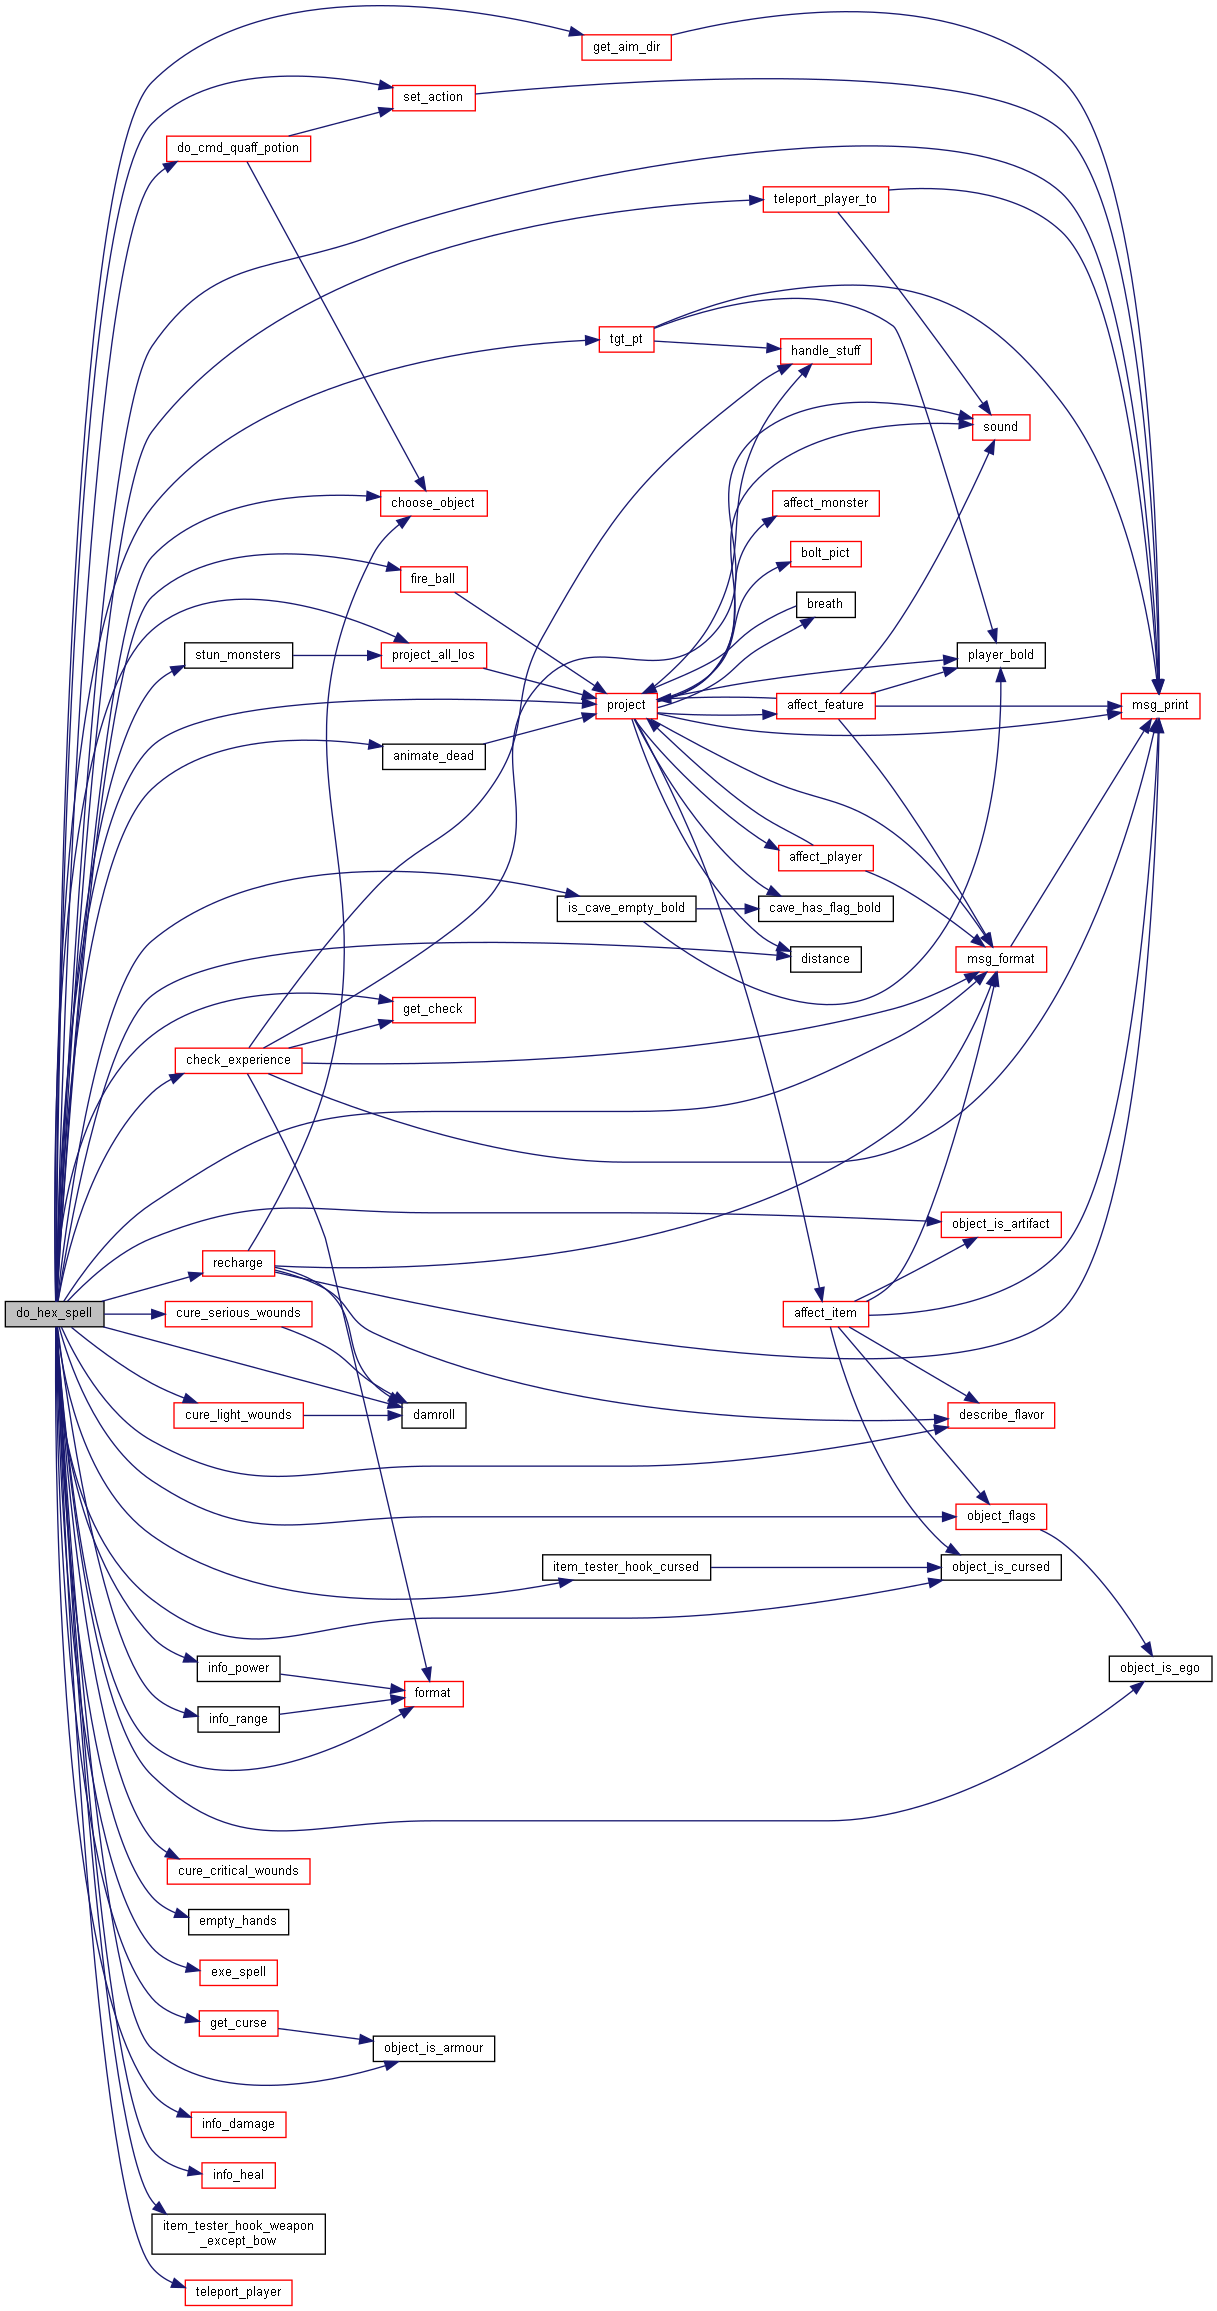 get_aim_dir
set_action
do_cmd_quaff_potion
teleport_player_to
tgt_pt
handle_stuff
sound
choose_object
affect_monster
bolt_pict
fire_ball
breath
stun_monsters
project_all_los
player_bold
project
affect_feature
msg_print
animate_dead
affect_player
is_cave_empty_bold
cave_has_flag_bold
distance
msg_format
get_check
check_experience
object_is_artifact
recharge
do_hex_spell
cure_serious_wounds
affect_item
cure_light_wounds
damroll
describe_flavor
object_flags
item_tester_hook_cursed
object_is_cursed
info_power
object_is_ego
format
info_range
cure_critical_wounds
empty_hands
exe_spell
get_curse
object_is_armour
info_damage
info_heal
item_tester_hook_weapon
_except_bow
teleport_player